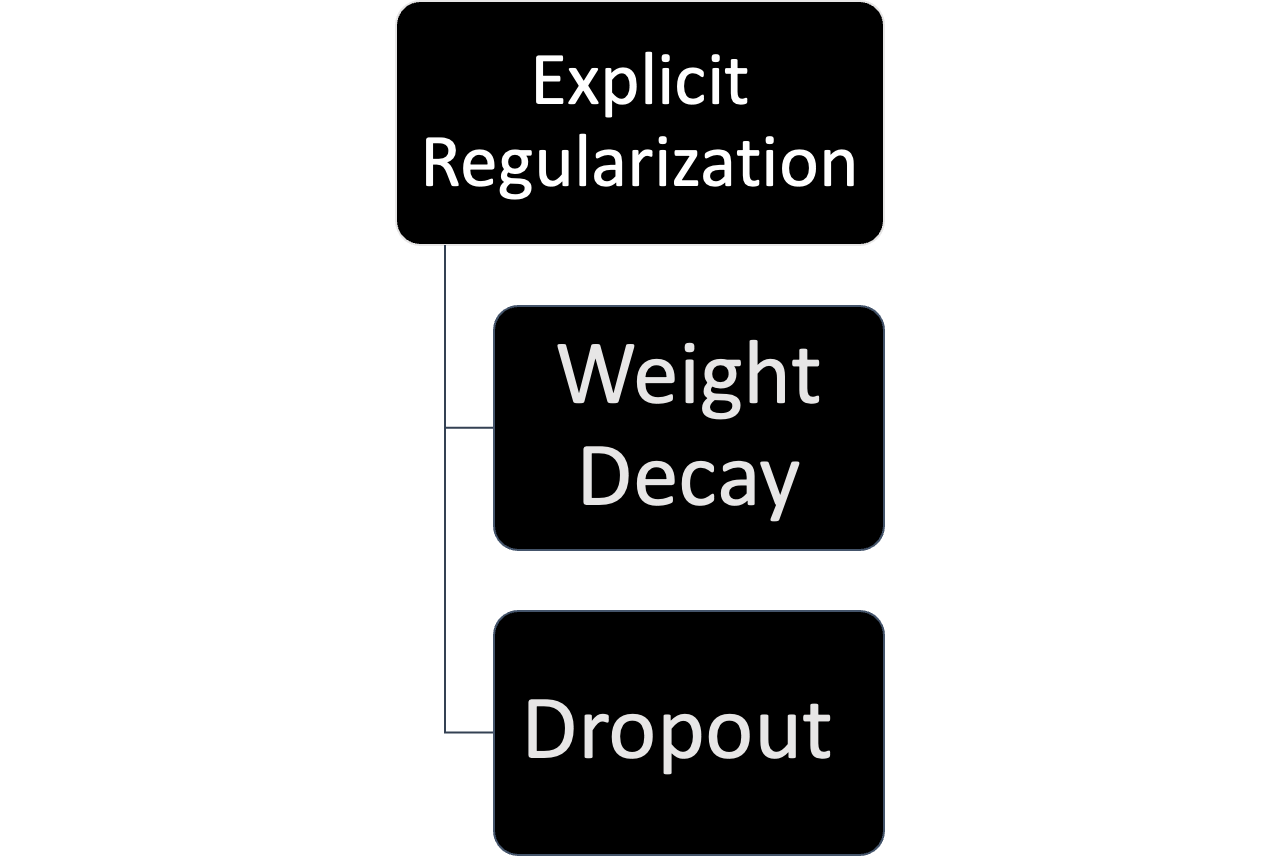 Explicit
Regularization
Weight
Decay
Dropout